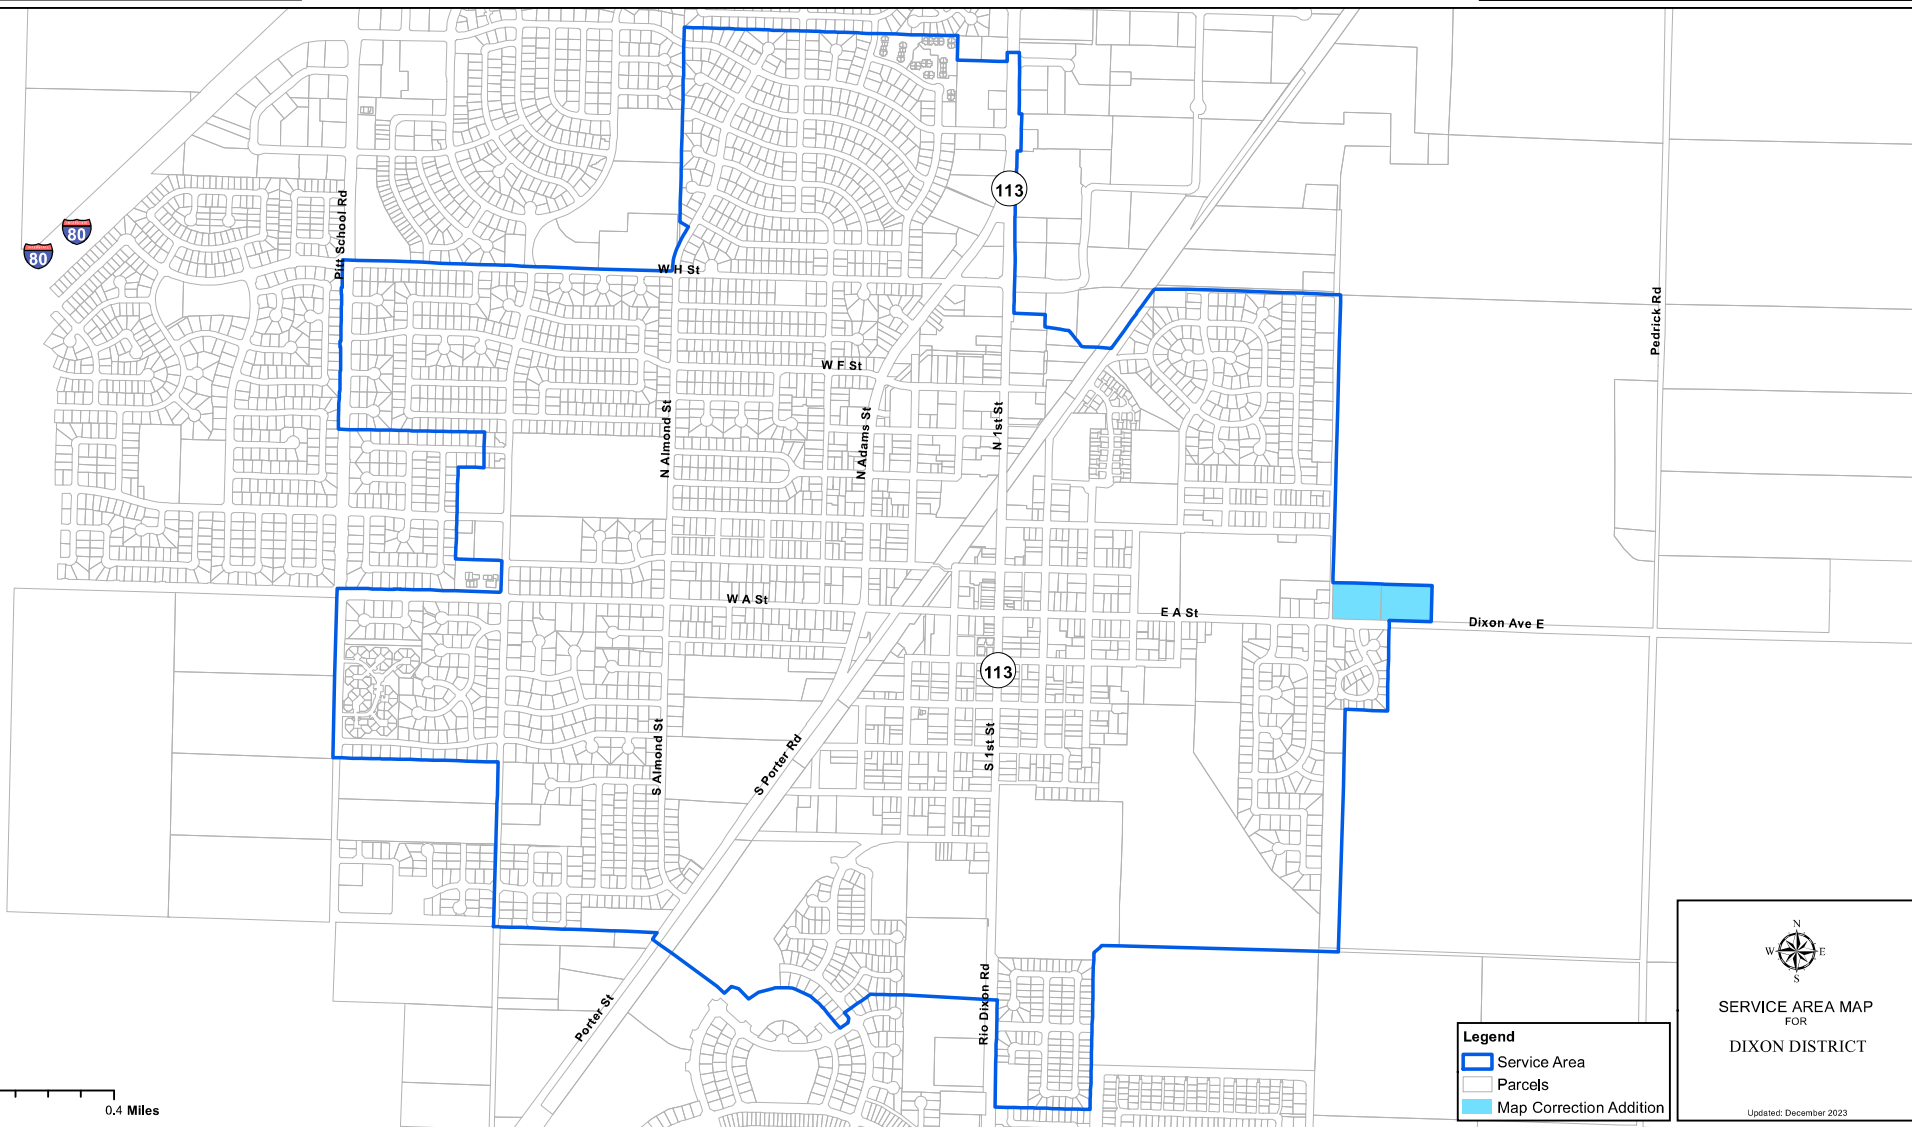 113
Pitt School Rd
80
80
W H St
Pedrick Rd
W F St
N Almond St
N Adams St
N 1st St
W A St
E A St
Dixon Ave E
113
S Almond St
S Porter Rd
S 1st St
Porter St
Rio Dixon Rd
0.4 Miles
Legend
Service Area
Parcels
Map Correction Addition
N
W E
S
SERVICE AREA MAP
FOR
DIXON DISTRICT
Updated: December 2023